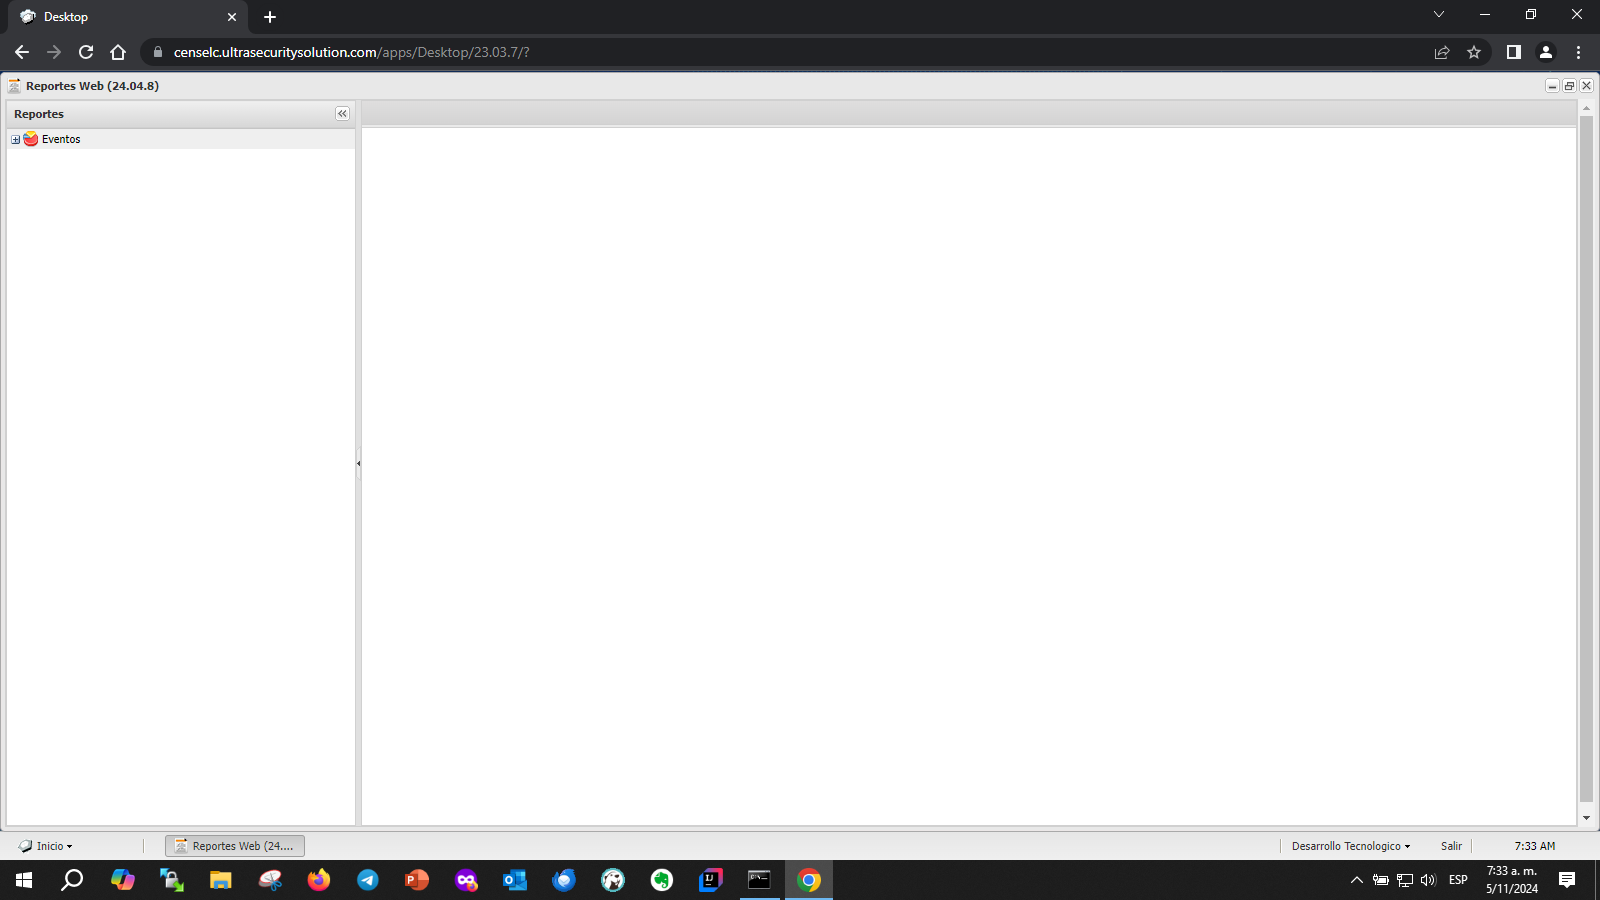 Desktop
censelc.ultrasecuritysolution.com/apps/Desktop/23.03.7/?
Reportes Web (24.04.8)
Reportes
Eventos
Inicio
Reportes Web (24....
Desarrollo Tecnologico
Salir
7:33 AM
ESP
7:33 a. m.
5/11/2024